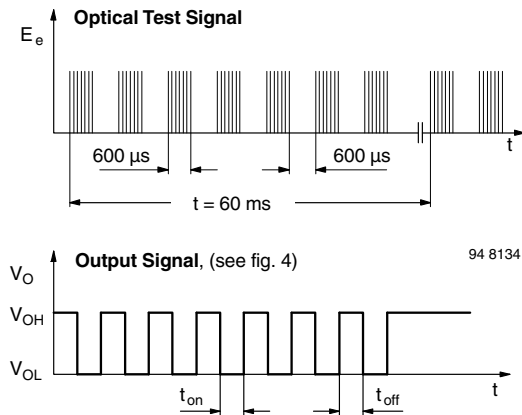 Optical Test Signal
E_e
t
600 µs
600 µs
t = 60 ms
Output Signal, (see fig. 4)
94 8134
V_O
V_OH
V_OL
t_on
t_off
t